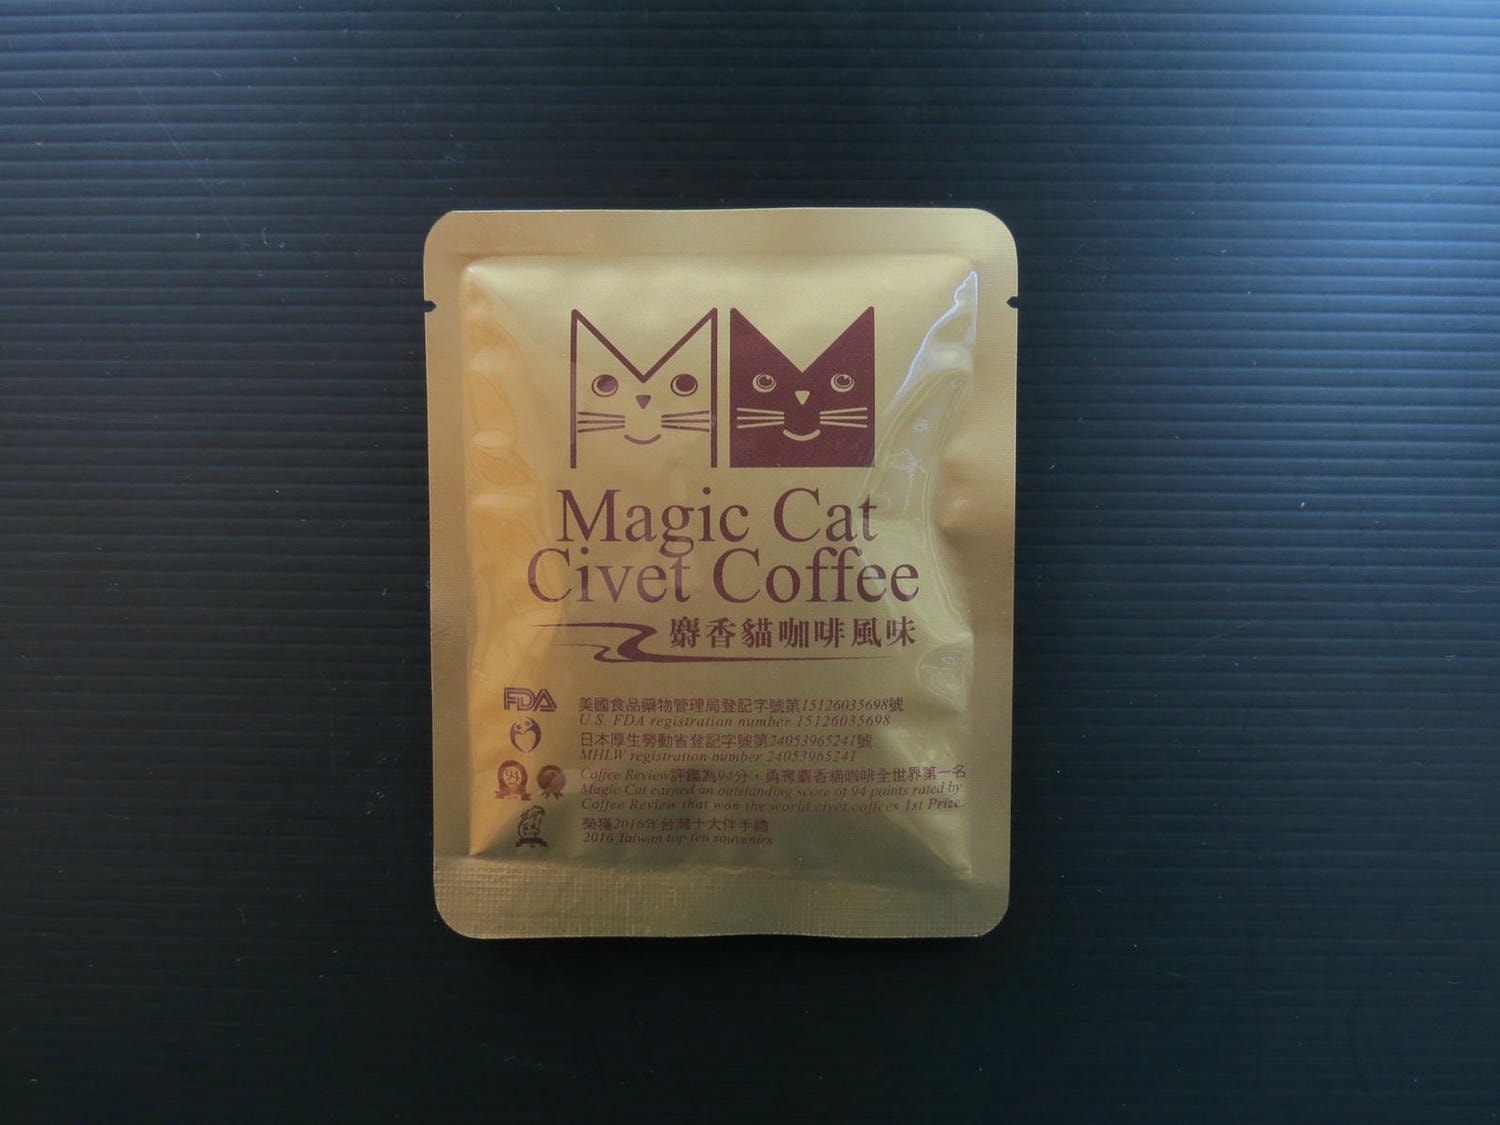 Magic Cat
Civet Coffee
麝香貓咖啡風味
FDA
美國食品藥物管理局登記字號第15126035698號
U.S. FDA registration number 15126035698
日本厚生勞動省登記字號第24053965241號
MHLW registration number 24053965241
94
Coffee Review評鑑為94分，勇奪麝香貓咖啡全世界第一名
Magic Cat earned an outstanding score of 94 points rated by
Coffee Review that won the world civet coffees 1st Prize.
榮獲2016年台灣十大伴手禮
2016 Taiwan top ten souvenirs